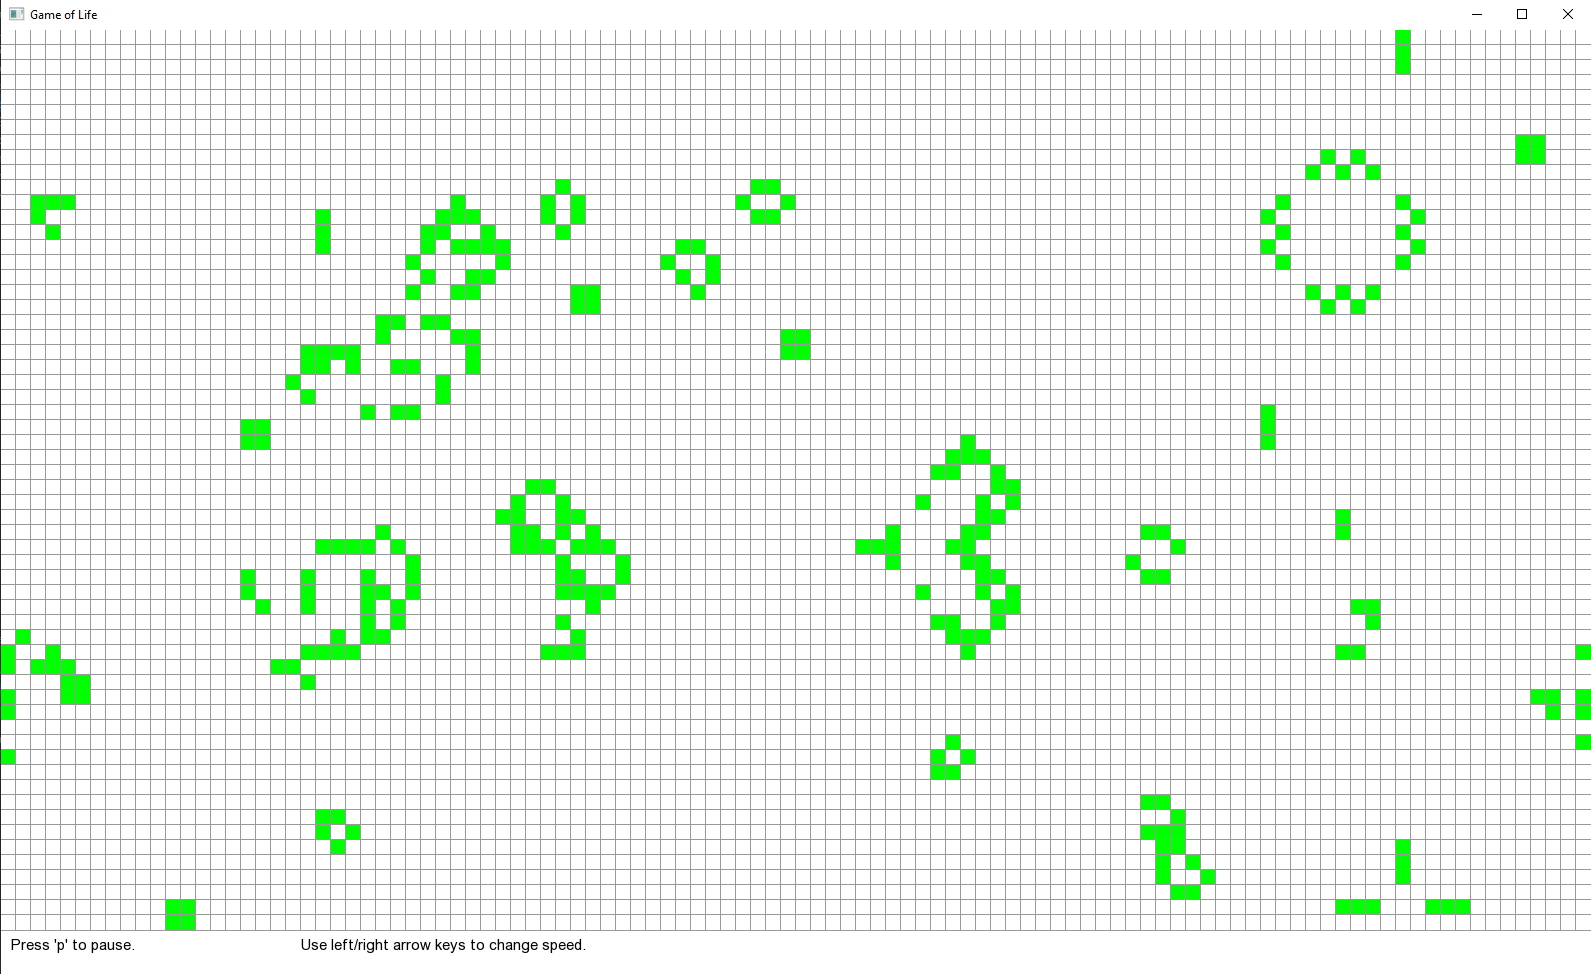 Game of Life
Press 'p' to pause.
Use left/right arrow keys to change speed.